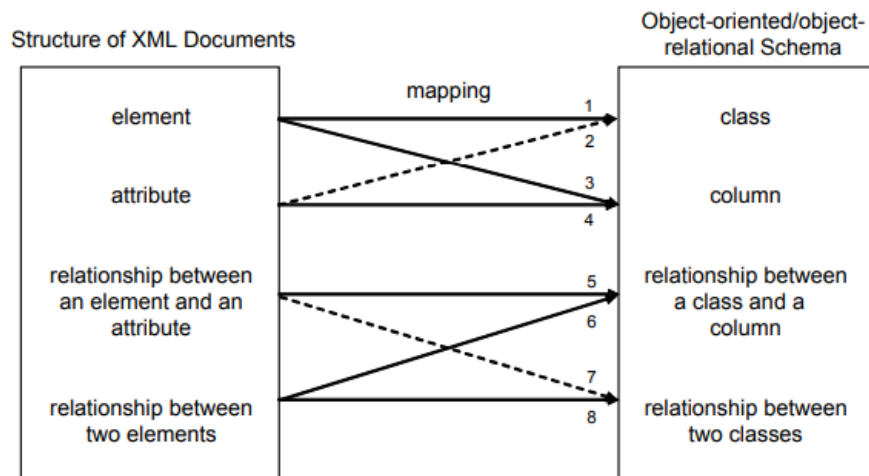 Structure of XML Documents
Object-oriented/object-
relational Schema
mapping
element
1
class
2
attribute
3
column
4
relationship between
an element and an
attribute
5
6
relationship between
a class and a
column
relationship between
two elements
7
8
relationship between
two classes